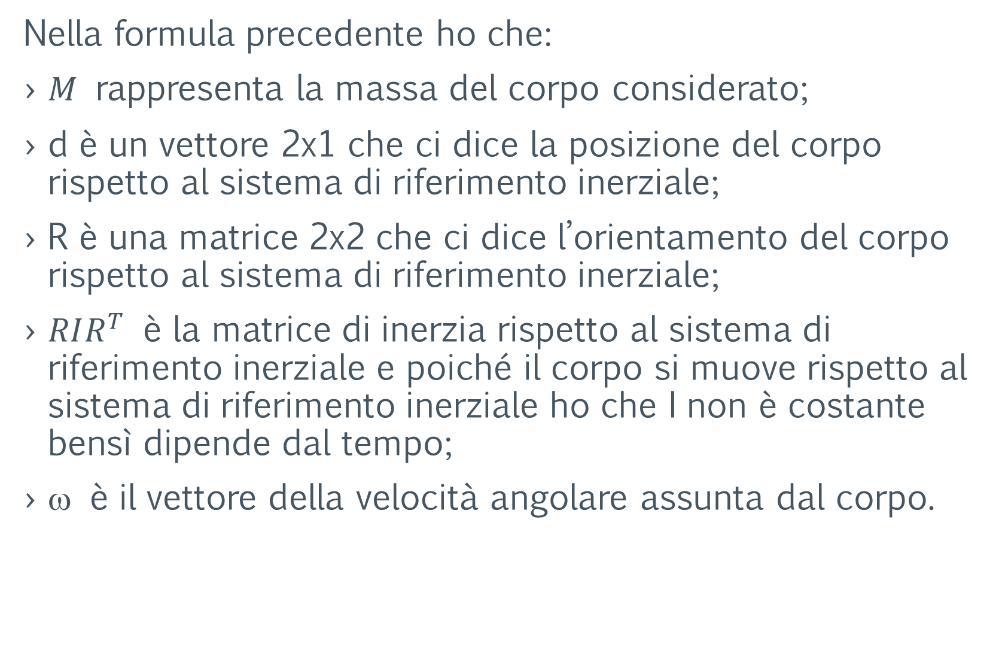 Nella formula precedente ho che:
› M rappresenta la massa del corpo considerato;
› d è un vettore 2x1 che ci dice la posizione del corpo
rispetto al sistema di riferimento inerziale;
› R è una matrice 2x2 che ci dice l’orientamento del corpo
rispetto al sistema di riferimento inerziale;
› RIRᵀ è la matrice di inerzia rispetto al sistema di
riferimento inerziale e poiché il corpo si muove rispetto al
sistema di riferimento inerziale ho che I non è costante
bensì dipende dal tempo;
› ω è il vettore della velocità angolare assunta dal corpo.